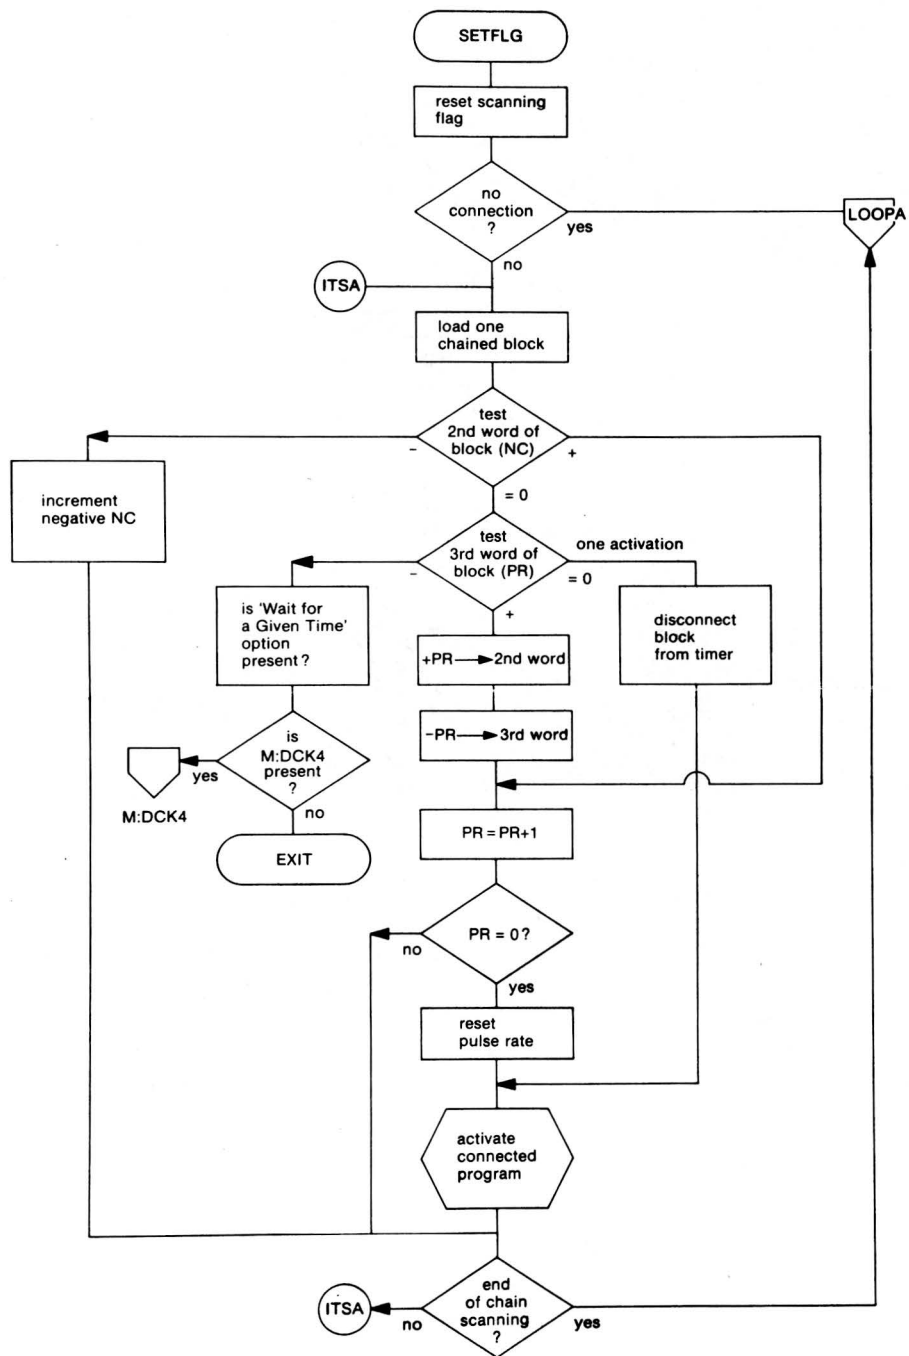 SETFLG
reset scanning
flag
no
connection
?
yes
LOOPA
no
ITSA
load one
chained block
test
2nd word of
block (NC)
–
+
increment
negative NC
= 0
test
3rd word of
block (PR)
one activation
–
= 0
+
is 'Wait for
a Given Time'
option
present ?
disconnect
block
from timer
+PR → 2nd word
–PR → 3rd word
is
M:DCK4
present
?
yes
no
M:DCK4
EXIT
PR = PR+1
PR = 0 ?
no
yes
reset
pulse rate
activate
connected
program
end
of chain
scanning
?
ITSA
no
yes